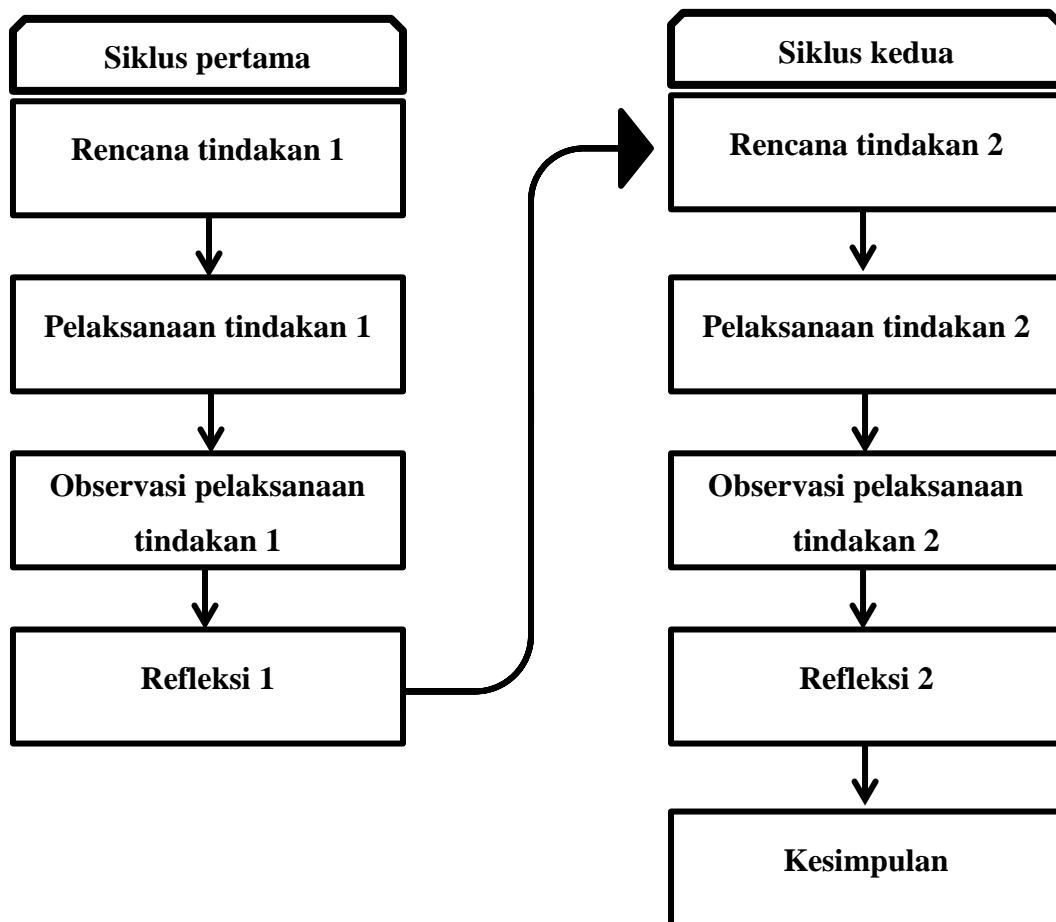 Siklus pertama
Rencana tindakan 1
Pelaksanaan tindakan 1
Observasi pelaksanaan
tindakan 1
Refleksi 1
Siklus kedua
Rencana tindakan 2
Pelaksanaan tindakan 2
Observasi pelaksanaan
tindakan 2
Refleksi 2
Kesimpulan